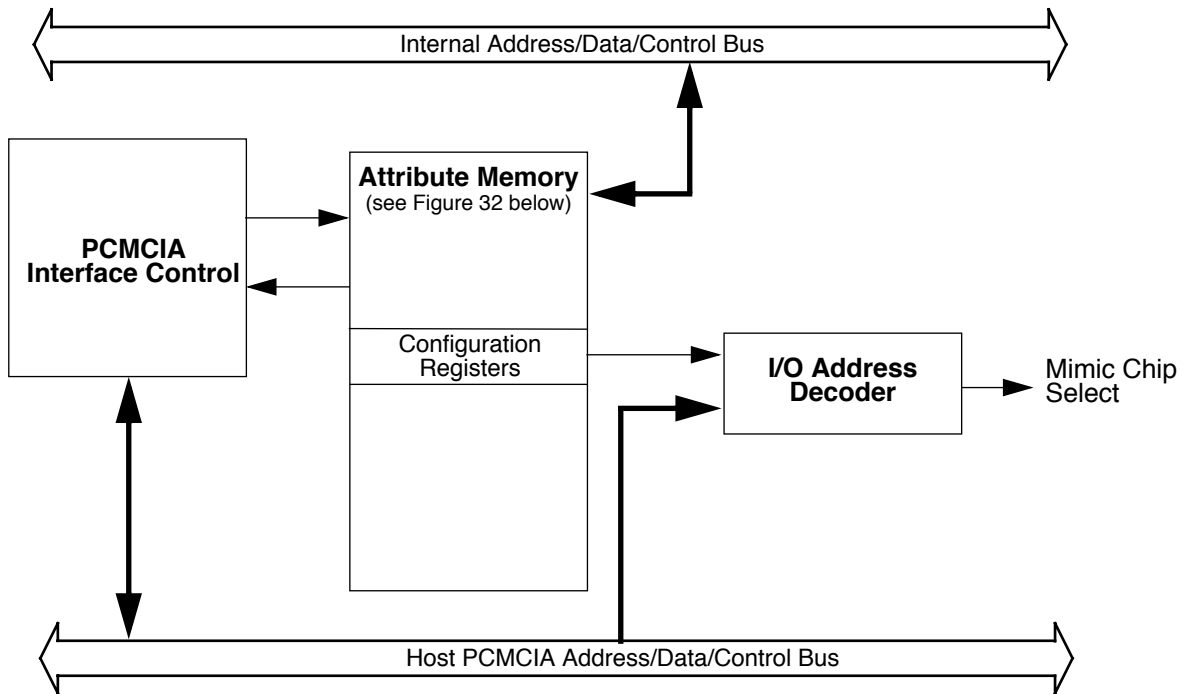 Internal Address/Data/Control Bus
Attribute Memory
(see Figure 32 below)
PCMCIA
Interface Control
Configuration
Registers
I/O Address
Decoder
Mimic Chip
Select
Host PCMCIA Address/Data/Control Bus